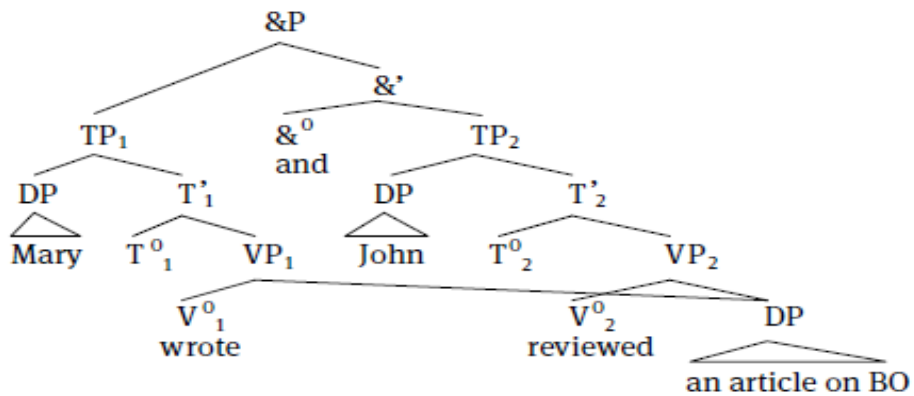 &P
&’
TP₁ &⁰ TP₂
and
DP T’₁ DP T’₂
Mary T⁰₁ VP₁ John T⁰₂ VP₂
V⁰₁ V⁰₂ DP
wrote reviewed
an article on BO